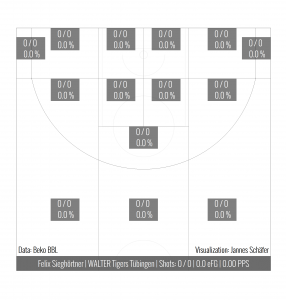 0 / 0 0 / 0 0 / 0 0 / 0
0.0 % 0.0 % 0.0 % 0.0 %
0 / 0 0 / 0
0.0 % 0.0 %
0 / 0 0 / 0 0 / 0 0 / 0
0.0 % 0.0 % 0.0 % 0.0 %
0 / 0
0.0 %
0 / 0 0 / 0 0 / 0
0.0 % 0.0 % 0.0 %
Data: Beko BBL Visualization: Jannes Schäfer
Felix Sieghörtner | WALTER Tigers Tübingen | Shots: 0 / 0 | 0.0 eFG | 0.00 PPS